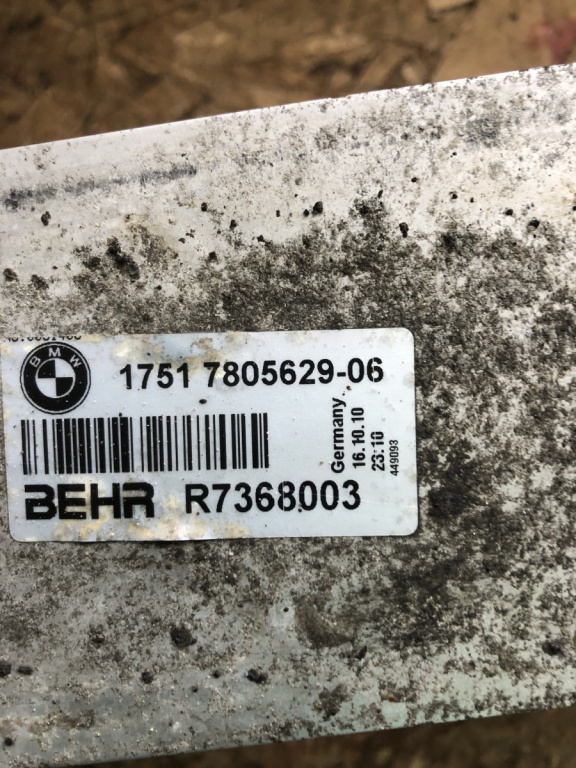 BMW
1751 7805629-06
Germany
16.10.10
23:10
449093
BEHR R7368003